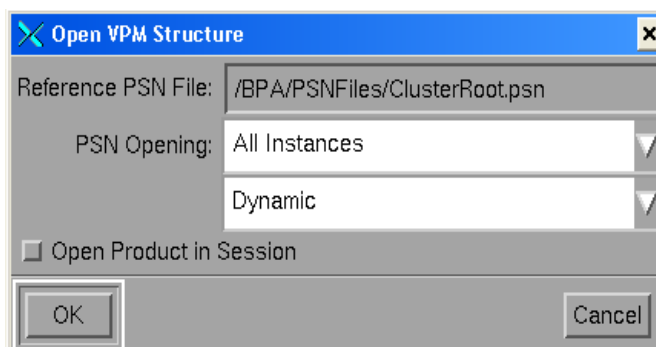 Open VPM Structure
Reference PSN File: /BPA/PSNFiles/ClusterRoot.psn
PSN Opening: All Instances
Dynamic
Open Product in Session
OK Cancel